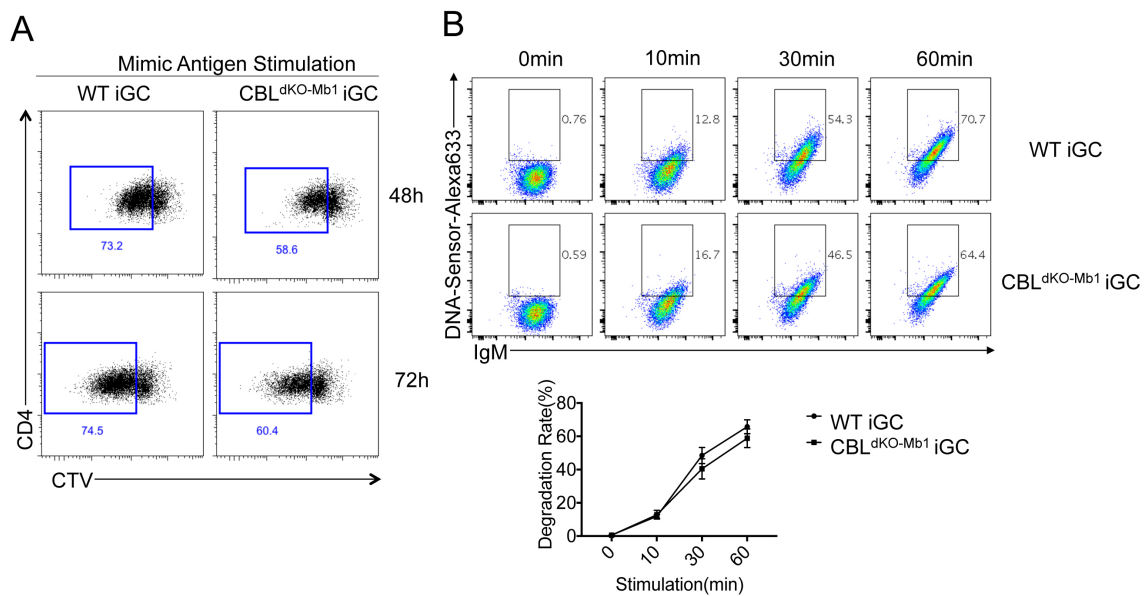 A
Mimic Antigen Stimulation
WT iGC
CBLdKO-Mb1 iGC
73.2
58.6
48h
74.5
60.4
72h
CD4
CTV
B
0min
10min
30min
60min
0.76
12.8
54.3
70.7
WT iGC
0.59
16.7
46.5
64.4
CBLdKO-Mb1 iGC
DNA-Sensor-Alexa633
IgM
Degradation Rate(%)
80
60
40
20
0
0
10
30
60
Stimulation(min)
WT iGC
CBLdKO-Mb1 iGC